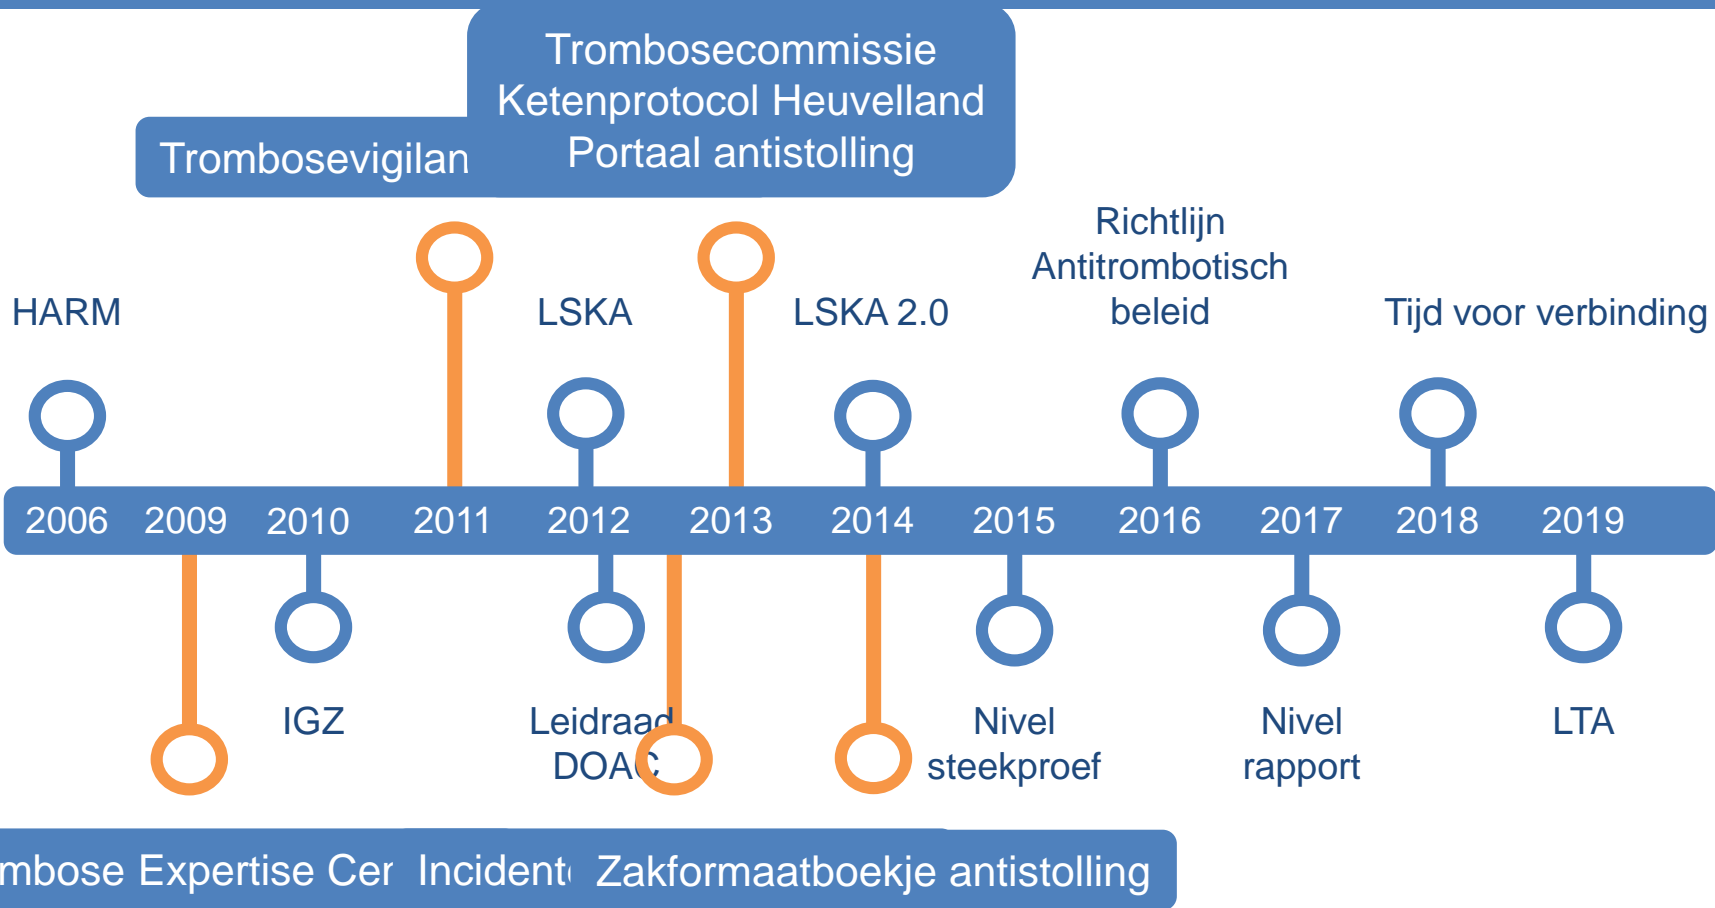 Trombosecommissie
Ketenprotocol Heuvelland
Portaal antistolling
Trombosevigilan
Richtlijn
Antitrombotisch
beleid
HARM
LSKA
LSKA 2.0
Tijd voor verbinding
2006 2009 2010 2011 2012 2013 2014 2015 2016 2017 2018 2019
IGZ
Leidraad
DOAC
Nivel
steekproef
Nivel
rapport
LTA
mbose Expertise Cer
Incident
Zakformaatboekje antistolling